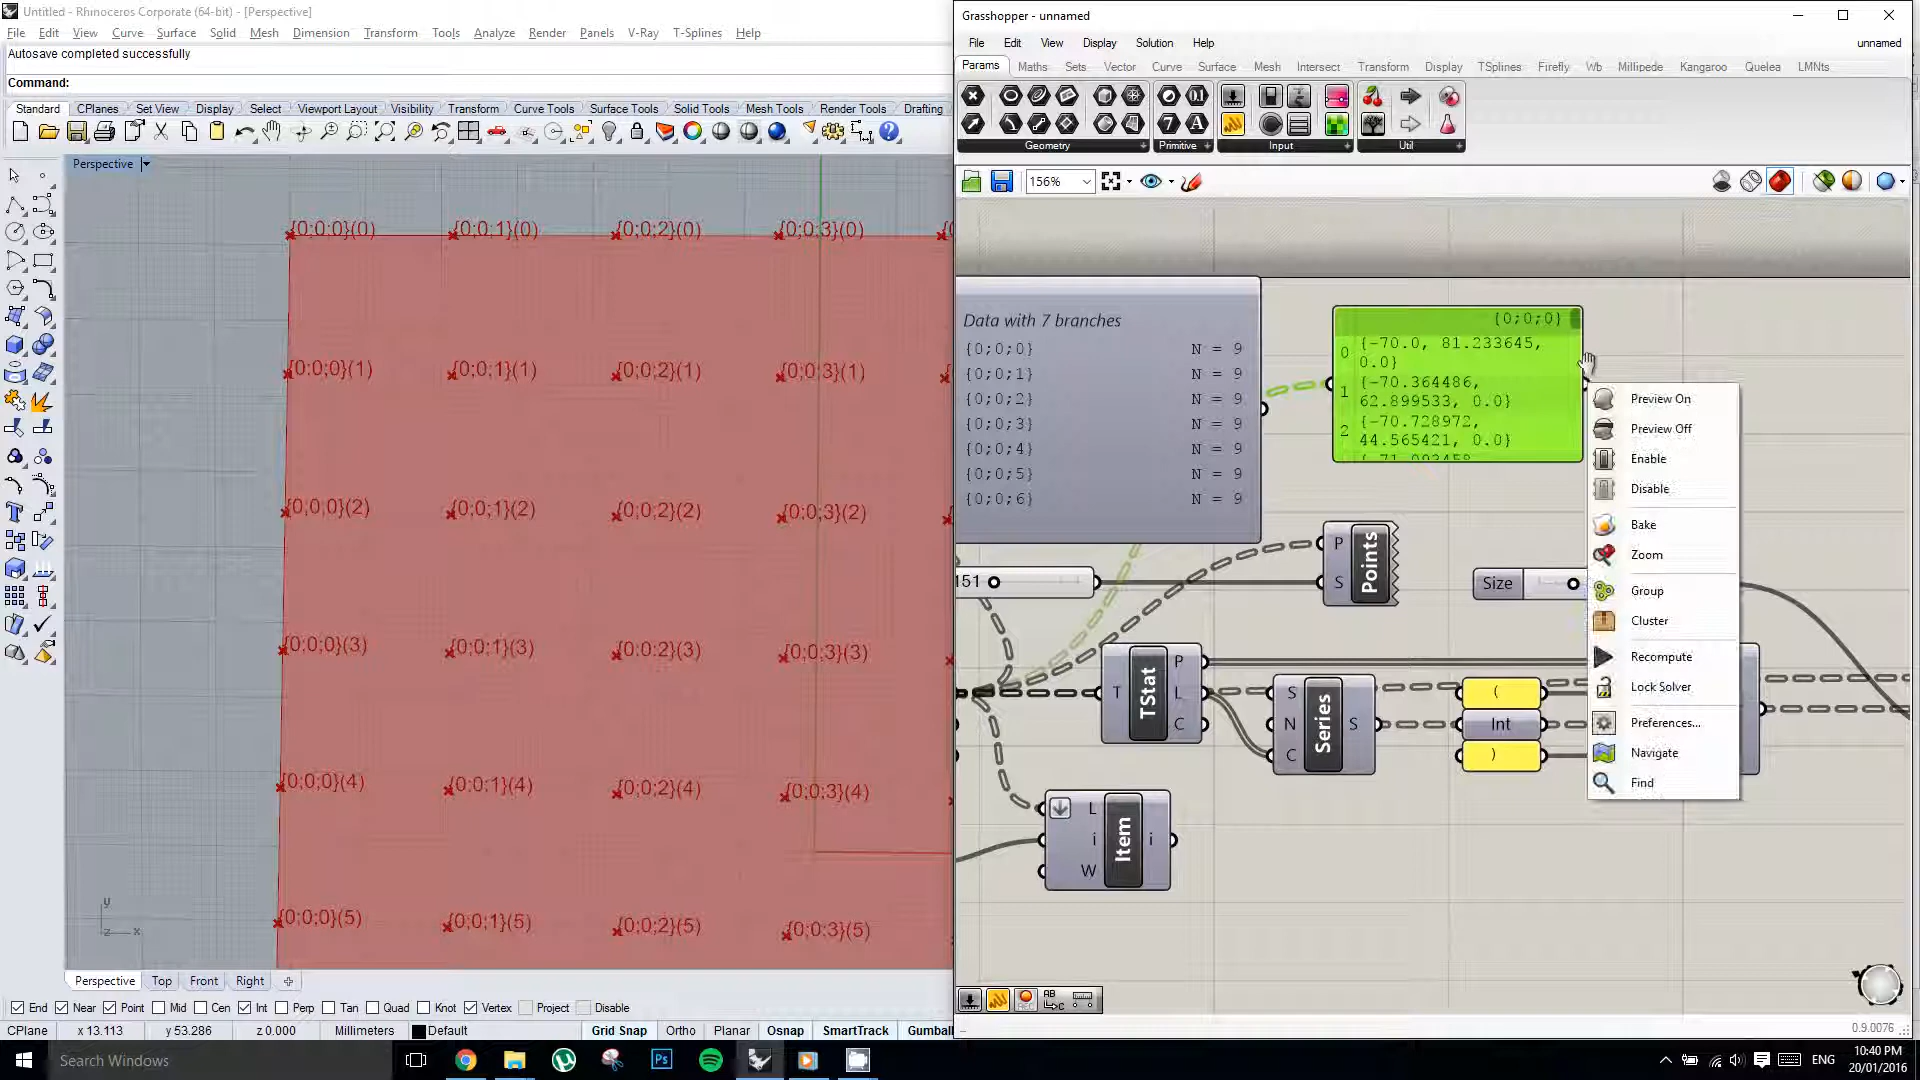 Untitled - Rhinoceros Corporate (64-bit) - [Perspective]
File Edit View Curve Surface Solid Mesh Dimension Transform Tools Analyze Render Panels V-Ray T-Splines Help
Autosave completed successfully
Command:
Standard CPlanes Set View Display Select Viewport Layout Visibility Transform Curve Tools Surface Tools Solid Tools Mesh Tools Render Tools Drafting
Perspective
{0;0;0}(0) {0;0;1}(0) {0;0;2}(0) {0;0;3}(0)
{0;0;0}(1) {0;0;1}(1) {0;0;2}(1) {0;0;3}(1)
{0;0;0}(2) {0;0;1}(2) {0;0;2}(2) {0;0;3}(2)
{0;0;0}(3) {0;0;1}(3) {0;0;2}(3) {0;0;3}(3)
{0;0;0}(4) {0;0;1}(4) {0;0;2}(4) {0;0;3}(4)
{0;0;0}(5) {0;0;1}(5) {0;0;2}(5) {0;0;3}(5)
y
z x
Perspective Top Front Right
End Near Point Mid Cen Int Perp Tan Quad Knot Vertex Project Disable
CPlane x 13.113 y 53.286 z 0.000 Millimeters Default Grid Snap Ortho Planar Osnap SmartTrack Gumball
Grasshopper - unnamed
File Edit View Display Solution Help unnamed
Params Maths Sets Vector Curve Surface Mesh Intersect Transform Display TSplines Firefly Wb Millipede Kangaroo Quelea LMNts
Geometry Primitive Input Util
156%
Data with 7 branches
{0;0;0} N = 9
{0;0;1} N = 9
{0;0;2} N = 9
{0;0;3} N = 9
{0;0;4} N = 9
{0;0;5} N = 9
{0;0;6} N = 9
{0;0;0}
0 {-70.0, 81.233645, 
0.0}
1 {-70.364486, 
62.899533, 0.0}
2 {-70.728972, 
44.565421, 0.0}
151
P
S
Points
Size
T
TStat
P
L
C
S
N
C
Series
S
(
Int
)
L
i
W
Item
i
Preview On
Preview Off
Enable
Disable
Bake
Zoom
Group
Cluster
Recompute
Lock Solver
Preferences...
Navigate
Find
0.9.0076
Search Windows
ENG
10:40 PM
20/01/2016